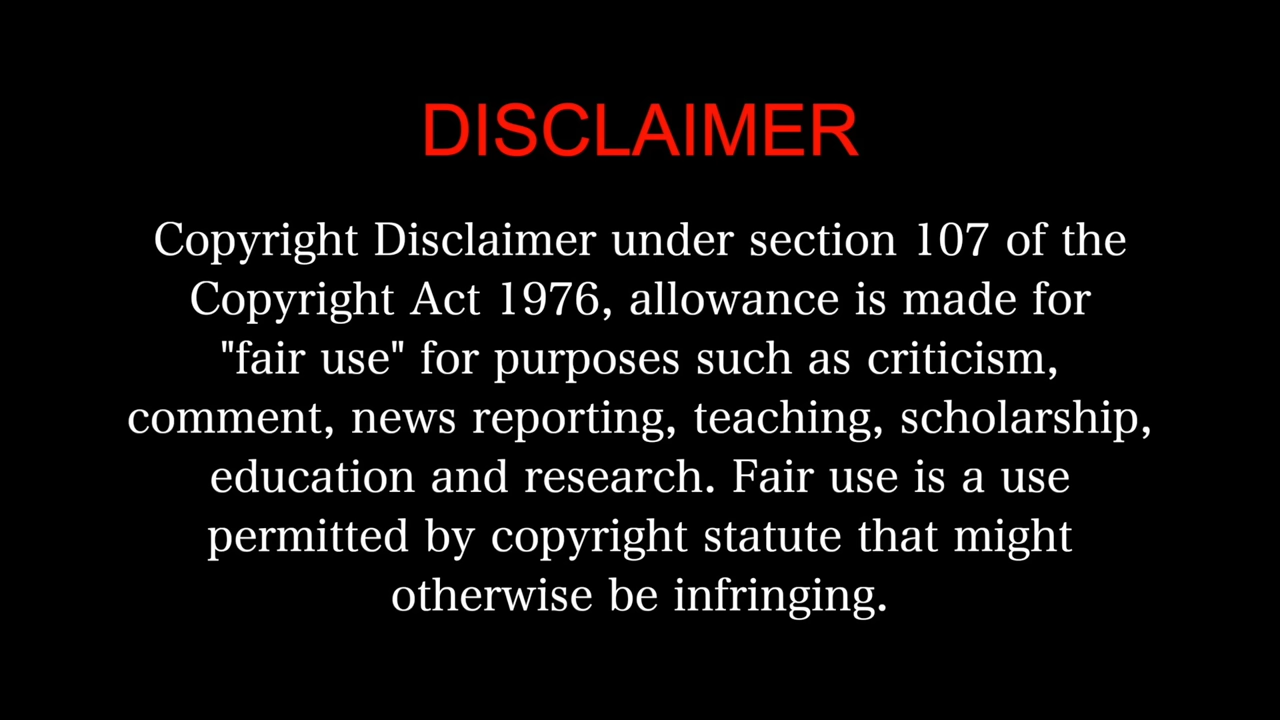 DISCLAIMER
Copyright Disclaimer under section 107 of the
Copyright Act 1976, allowance is made for
"fair use" for purposes such as criticism,
comment, news reporting, teaching, scholarship,
education and research. Fair use is a use
permitted by copyright statute that might
otherwise be infringing.